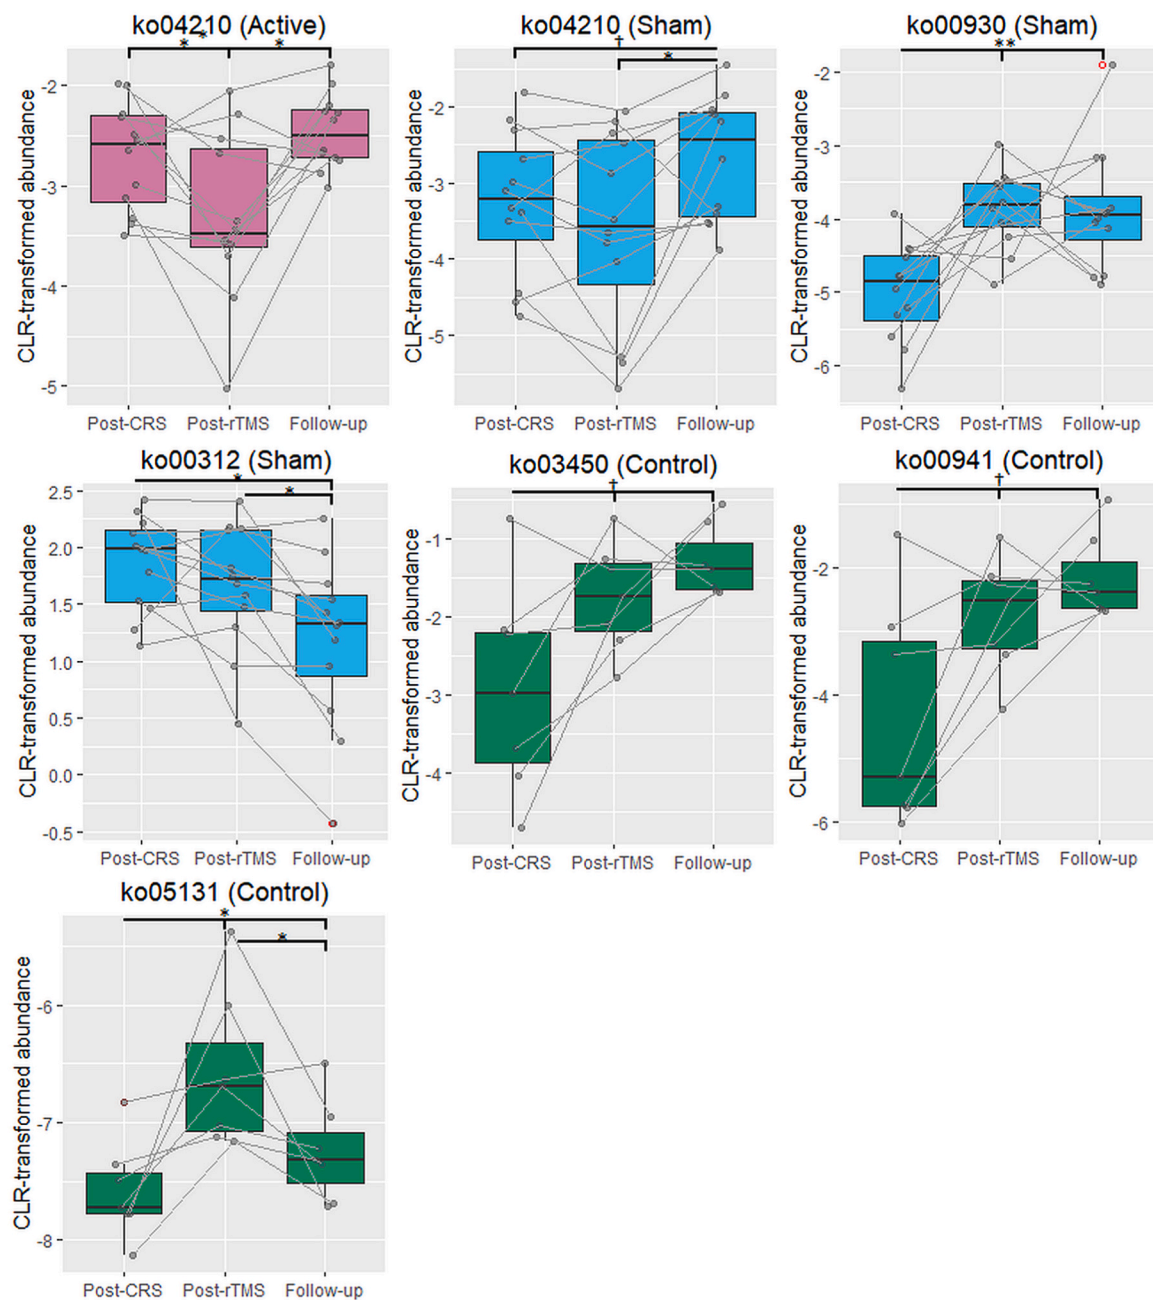 ko04210 (Active)
* * *
CLR-transformed abundance
-2
-3
-4
-5
Post-CRS Post-rTMS Follow-up
ko04210 (Sham)
†
*
CLR-transformed abundance
-2
-3
-4
-5
Post-CRS Post-rTMS Follow-up
ko00930 (Sham)
**
CLR-transformed abundance
-2
-3
-4
-5
-6
Post-CRS Post-rTMS Follow-up
ko00312 (Sham)
*
*
CLR-transformed abundance
2.5
2.0
1.5
1.0
0.5
0.0
-0.5
Post-CRS Post-rTMS Follow-up
ko03450 (Control)
†
CLR-transformed abundance
-1
-2
-3
-4
Post-CRS Post-rTMS Follow-up
ko00941 (Control)
†
CLR-transformed abundance
-2
-4
-6
Post-CRS Post-rTMS Follow-up
ko05131 (Control)
*
*
CLR-transformed abundance
-6
-7
-8
Post-CRS Post-rTMS Follow-up